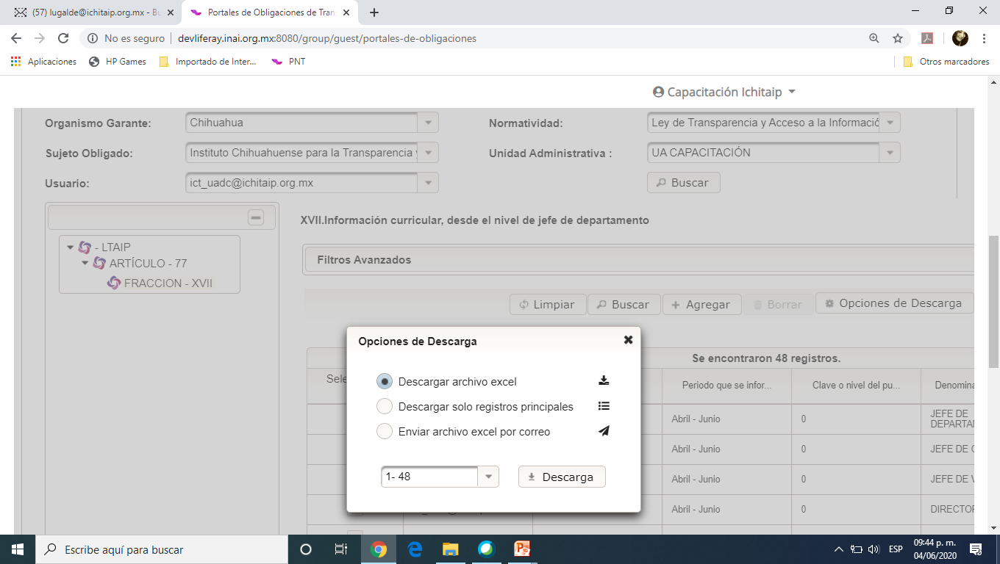 (57) lugalde@ichitaip.org.mx - Bu
Portales de Obligaciones de Tran
No es seguro
devliferay.inai.org.mx:8080/group/guest/portales-de-obligaciones
Aplicaciones
HP Games
Importado de Inter...
PNT
Otros marcadores
Capacitación Ichitaip
Organismo Garante:
Chihuahua
Normatividad:
Ley de Transparencia y Acceso a la Informació
Sujeto Obligado:
Instituto Chihuahuense para la Transparencia y
Unidad Administrativa :
UA CAPACITACIÓN
Usuario:
ict_uadc@ichitaip.org.mx
Buscar
- LTAIP
ARTÍCULO - 77
FRACCION - XVII
XVII.Información curricular, desde el nivel de jefe de departamento
Filtros Avanzados
Limpiar
Buscar
Agregar
Borrar
Opciones de Descarga
Se encontraron 48 registros.
Sele
Periodo que se infor...
Clave o nivel del pu...
Denomina
Abril - Junio
0
JEFE DE
DEPARTAM
Abril - Junio
0
JEFE DE
Abril - Junio
0
JEFE DE V
Abril - Junio
0
DIRECTOR
Opciones de Descarga
Descargar archivo excel
Descargar solo registros principales
Enviar archivo excel por correo
1- 48
Descarga
Escribe aquí para buscar
ESP
09:44 p. m.
04/06/2020